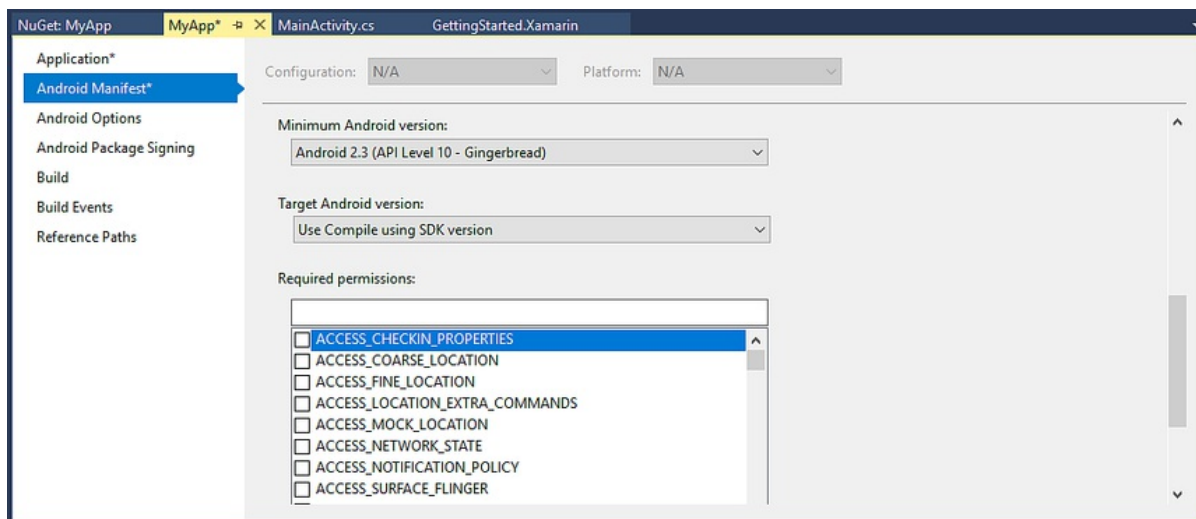 NuGet: MyApp MyApp* MainActivity.cs GettingStarted.Xamarin
Application*
Android Manifest*
Android Options
Android Package Signing
Build
Build Events
Reference Paths
Configuration: N/A Platform: N/A
Minimum Android version:
Android 2.3 (API Level 10 - Gingerbread)
Target Android version:
Use Compile using SDK version
Required permissions:
ACCESS_CHECKIN_PROPERTIES
ACCESS_COARSE_LOCATION
ACCESS_FINE_LOCATION
ACCESS_LOCATION_EXTRA_COMMANDS
ACCESS_MOCK_LOCATION
ACCESS_NETWORK_STATE
ACCESS_NOTIFICATION_POLICY
ACCESS_SURFACE_FLINGER